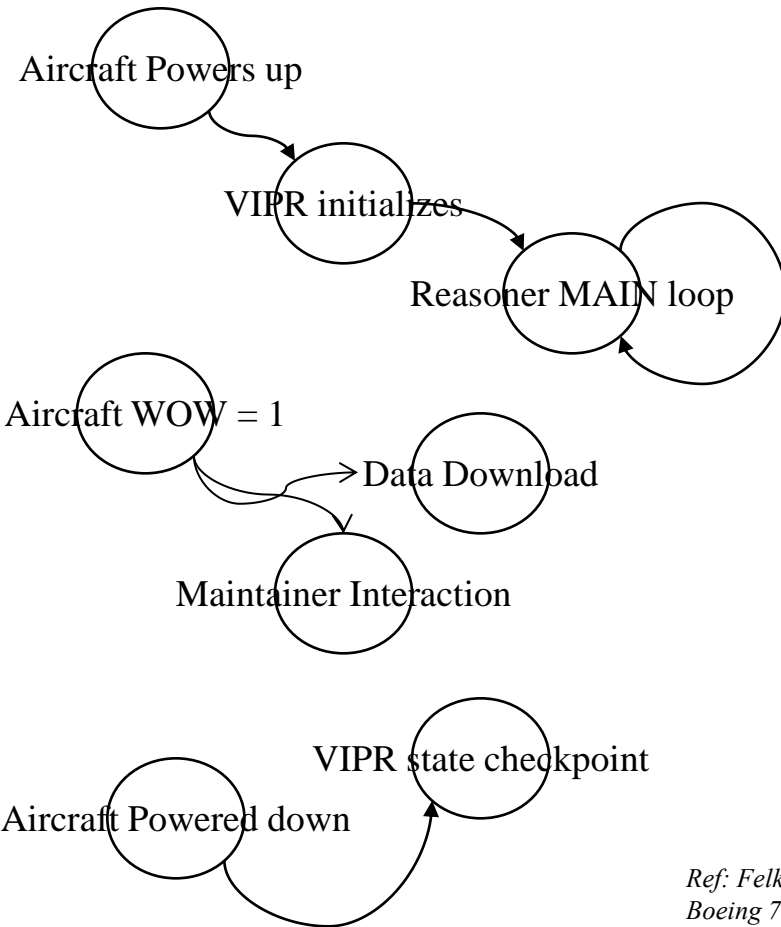 Aircraft Powers up
VIPR initializes
Reasoner MAIN loop
Aircraft WOW = 1
Data Download
Maintainer Interaction
VIPR state checkpoint
Aircraft Powered down
Ref: Felk
Boeing 7